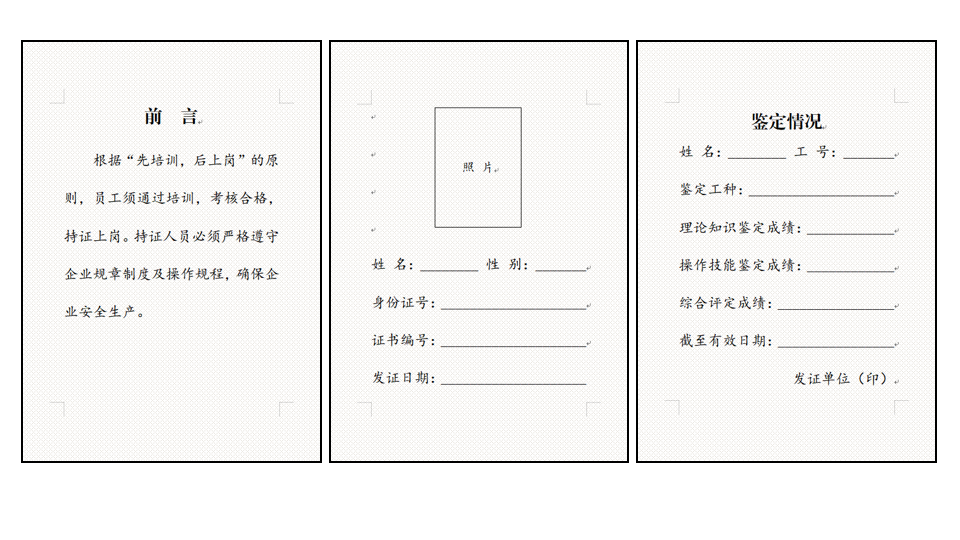 前 言
根据“先培训，后上岗”的原
则，员工须通过培训，考核合格，
持证上岗。持证人员必须严格遵守
企业规章制度及操作规程，确保企
业安全生产。
照 片
姓 名：________ 性 别：_______
身份证号：____________________
证书编号：____________________
发证日期：____________________
鉴定情况
姓 名：________ 工 号：_______
鉴定工种：____________________
理论知识鉴定成绩：____________
操作技能鉴定成绩：____________
综合评定成绩：________________
截至有效日期：________________
发证单位（印）